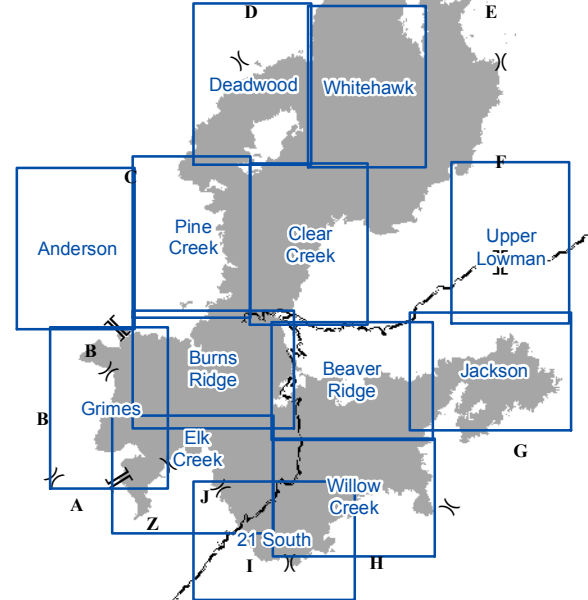 D
E
Deadwood
Whitehawk
C
F
Anderson
Pine
Creek
Clear
Creek
Upper
Lowman
B
Burns
Ridge
Beaver
Ridge
Jackson
B
Grimes
Elk
Creek
G
A
Z
J
Willow
Creek
21 South
I
H